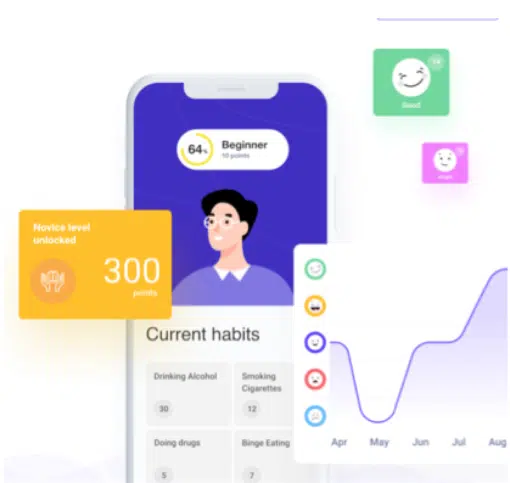 Good
64%
Beginner
10 points
Novice level
unlocked
300
points
Current habits
Drinking Alcohol
30
Smoking
Cigarettes
12
Doing drugs
5
Binge Eating
7
Apr May Jun Jul Aug